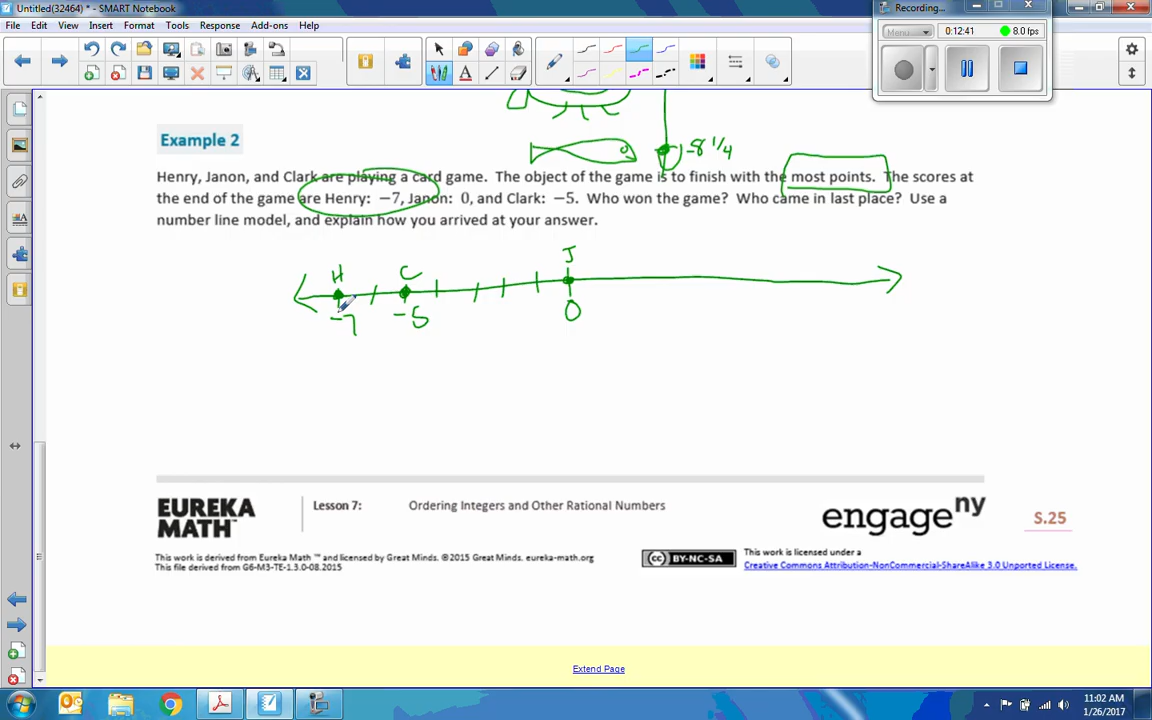 Untitled(32464) * - SMART Notebook
Recording...
File Edit View Insert Format Tools Response Add-ons Help
Menu
0:12:41
8.0 fps
-8 1/4
Example 2
Henry, Janon, and Clark are playing a card game. The object of the game is to finish with the most points. The scores at
the end of the game are Henry: −7, Janon: 0, and Clark: −5. Who won the game? Who came in last place? Use a
number line model, and explain how you arrived at your answer.
H C J
-7 -5 0
EUREKA
MATH™
Lesson 7: Ordering Integers and Other Rational Numbers
engageny
S.25
This work is derived from Eureka Math ™ and licensed by Great Minds. ©2015 Great Minds. eureka-math.org
This file derived from G6-M3-TE-1.3.0-08.2015
(cc) BY-NC-SA
This work is licensed under a
Creative Commons Attribution-NonCommercial-ShareAlike 3.0 Unported License.
Extend Page
11:02 AM
1/26/2017